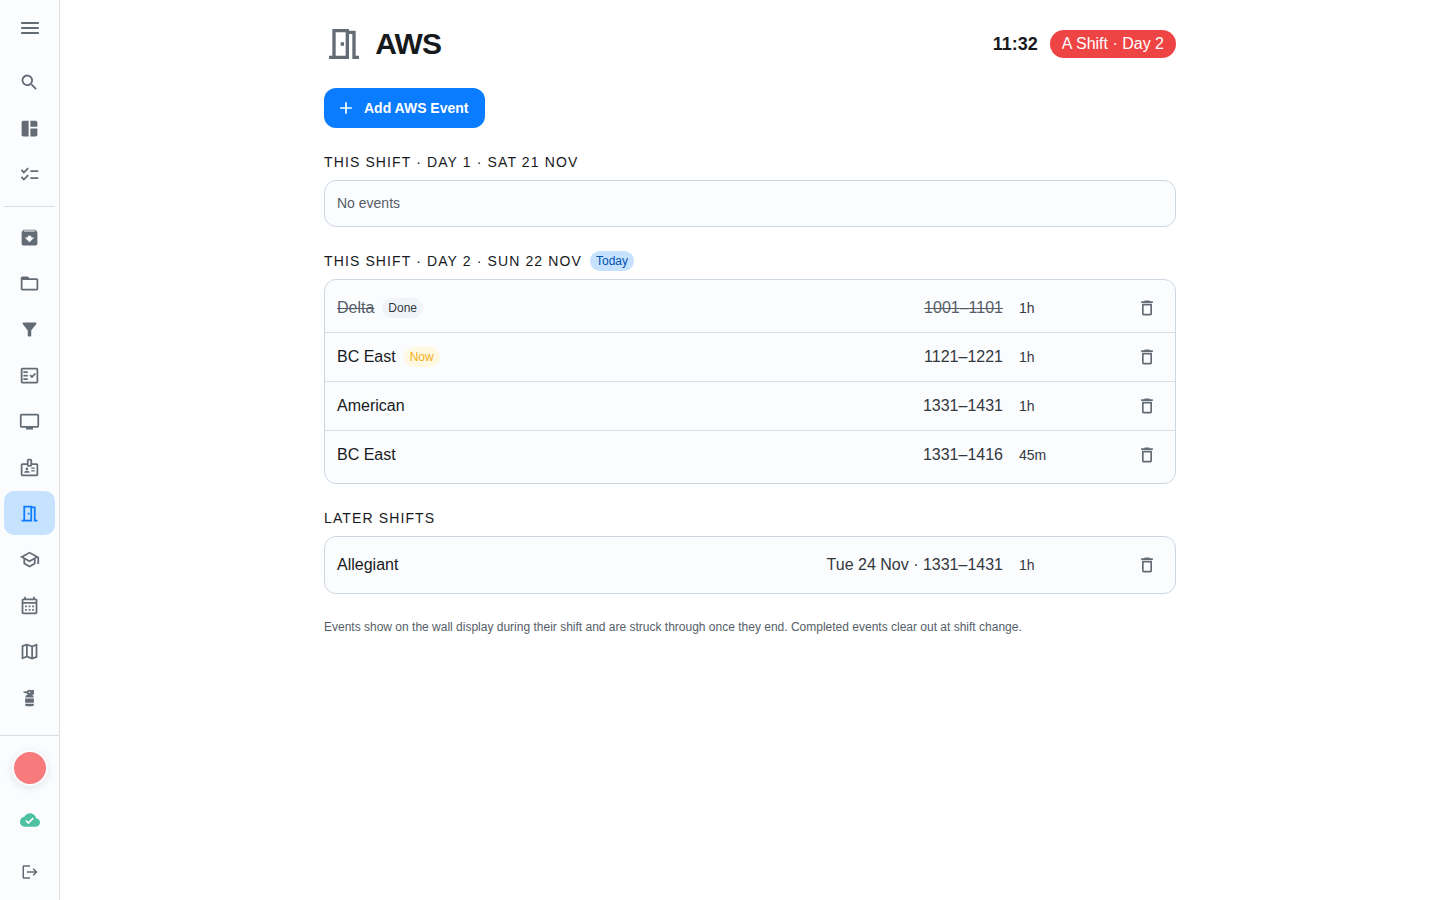 AWS
11:32 A Shift · Day 2
Add AWS Event
THIS SHIFT · DAY 1 · SAT 21 NOV
No events
THIS SHIFT · DAY 2 · SUN 22 NOV Today
Delta Done 1001–1101 1h
BC East Now 1121–1221 1h
American 1331–1431 1h
BC East 1331–1416 45m
LATER SHIFTS
Allegiant Tue 24 Nov · 1331–1431 1h
Events show on the wall display during their shift and are struck through once they end. Completed events clear out at shift change.